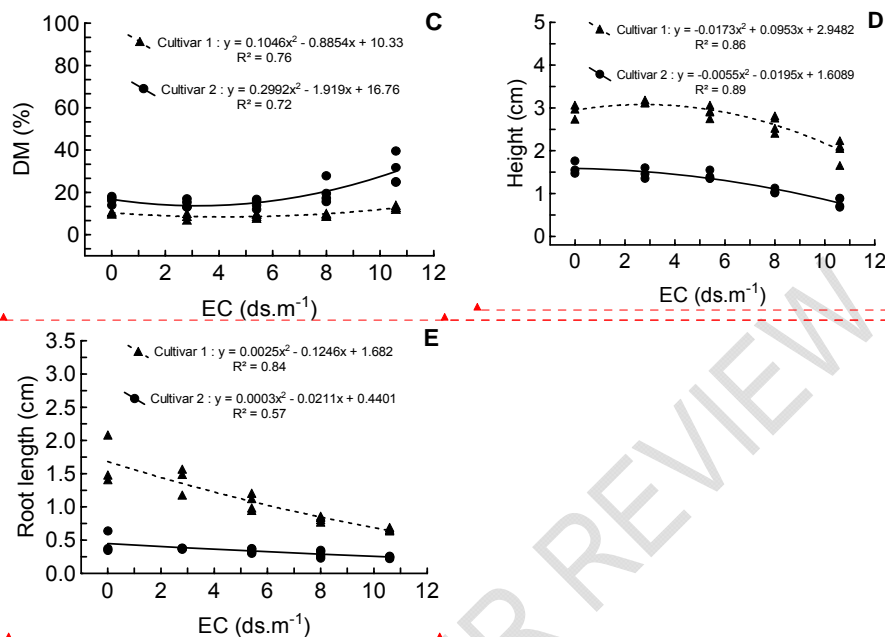 C
100
80
60
40
20
0
DM (%)
Cultivar 1 : y = 0.1046x² - 0.8854x + 10.33
R² = 0.76
Cultivar 2 : y = 0.2992x² - 1.919x + 16.76
R² = 0.72
0 2 4 6 8 10 12
EC (ds.m⁻¹)
D
5
4
3
2
1
0
Height (cm)
Cultivar 1: y = -0.0173x² + 0.0953x + 2.9482
R² = 0.86
Cultivar 2: y = -0.0055x² - 0.0195x + 1.6089
R² = 0.89
0 2 4 6 8 10 12
EC (ds.m⁻¹)
E
3.5
3.0
2.5
2.0
1.5
1.0
0.5
0.0
Root length (cm)
Cultivar 1 : y = 0.0025x² - 0.1246x + 1.682
R² = 0.84
Cultivar 2 : y = 0.0003x² - 0.0211x + 0.4401
R² = 0.57
0 2 4 6 8 10 12
EC (ds.m⁻¹)
R REVIEW